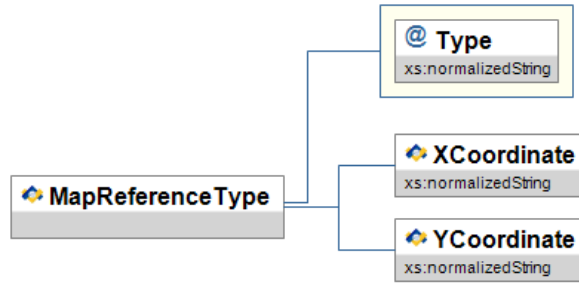 @ Type
xs:normalizedString
MapReferenceType
XCoordinate
xs:normalizedString
YCoordinate
xs:normalizedString